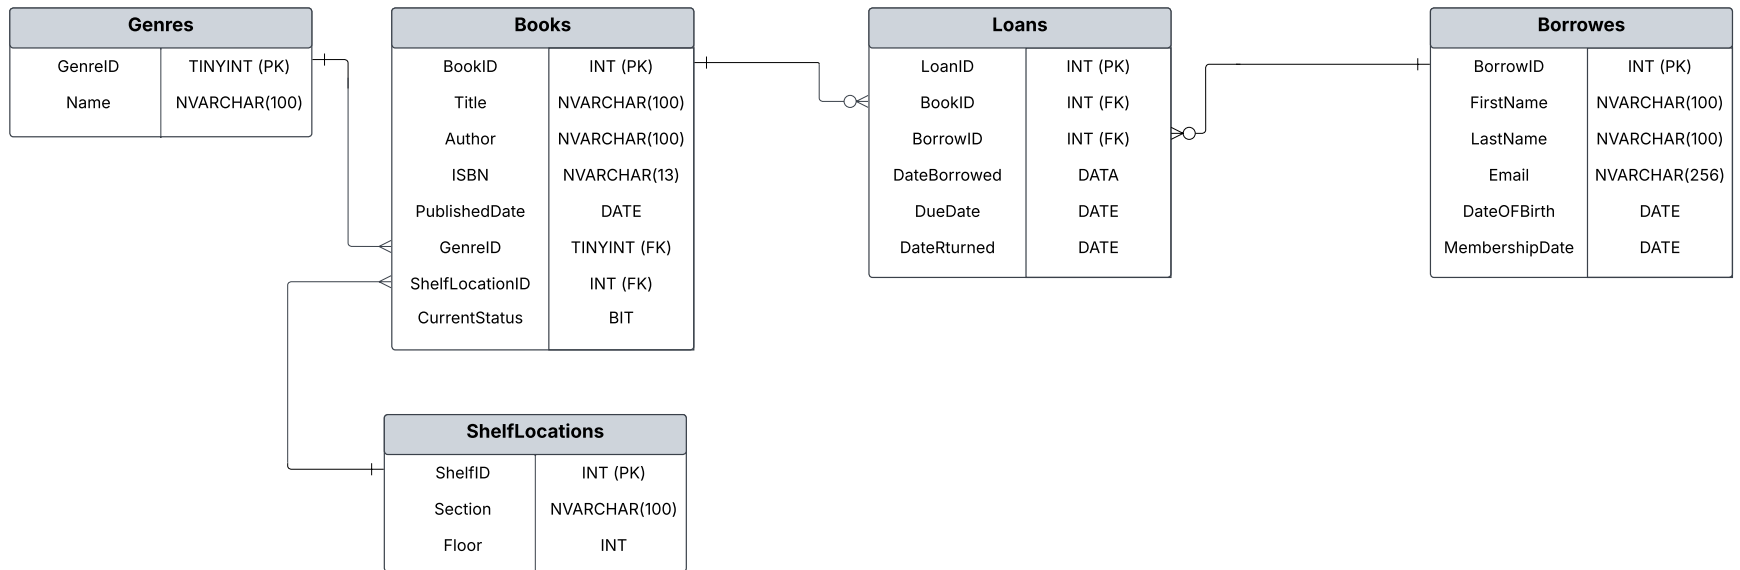 Genres
GenreID TINYINT (PK)
Name NVARCHAR(100)
Books
BookID INT (PK)
Title NVARCHAR(100)
Author NVARCHAR(100)
ISBN NVARCHAR(13)
PublishedDate DATE
GenreID TINYINT (FK)
ShelfLocationID INT (FK)
CurrentStatus BIT
Loans
LoanID INT (PK)
BookID INT (FK)
BorrowID INT (FK)
DateBorrowed DATA
DueDate DATE
DateRturned DATE
Borrowes
BorrowID INT (PK)
FirstName NVARCHAR(100)
LastName NVARCHAR(100)
Email NVARCHAR(256)
DateOFBirth DATE
MembershipDate DATE
ShelfLocations
ShelfID INT (PK)
Section NVARCHAR(100)
Floor INT